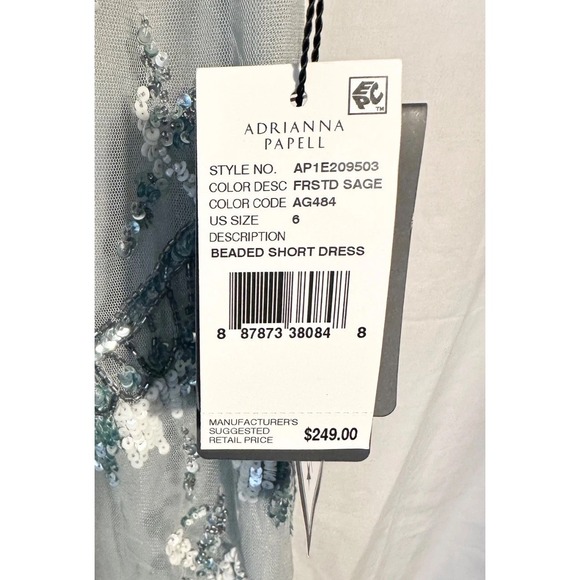 EPC™
ADRIANNA
PAPELL
STYLE NO. AP1E209503
COLOR DESC FRSTD SAGE
COLOR CODE AG484
US SIZE 6
DESCRIPTION
BEADED SHORT DRESS
8 87873 38084 8
MANUFACTURER'S
SUGGESTED
RETAIL PRICE $249.00